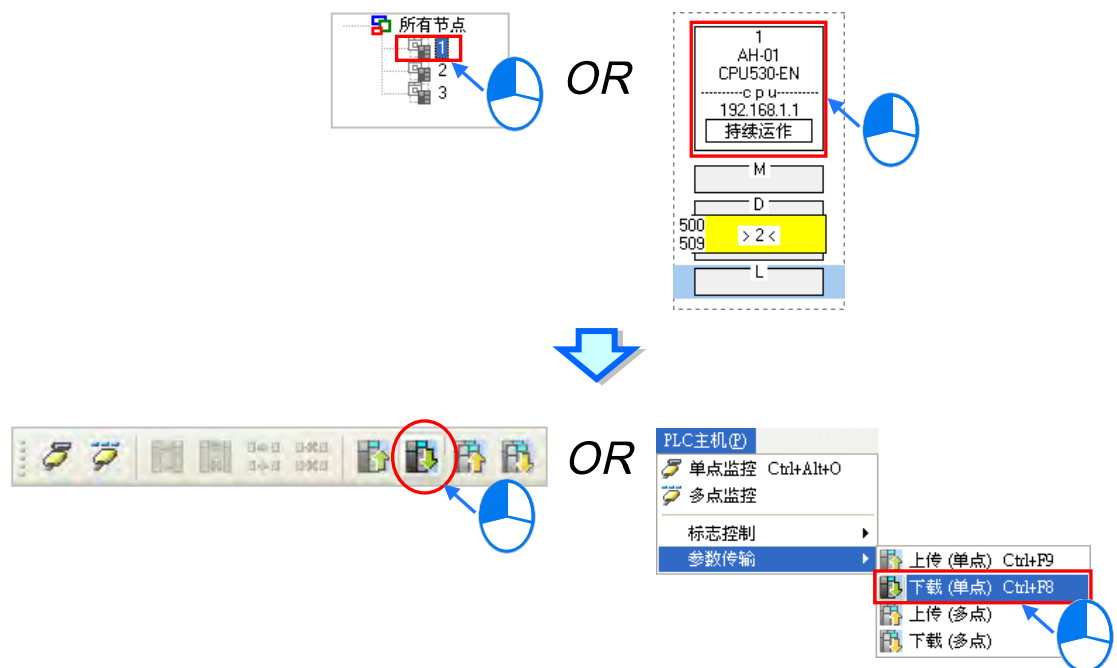 所有节点
1
2
3
OR
1
AH-01
CPU530-EN
--------c p u--------
192.168.1.1
持续运作
M
D
500
509
> 2 <
L
OR
PLC主机(P)
单点监控 Ctrl+Alt+O
多点监控
标志控制
参数传输
上传 (单点) Ctrl+F9
下载 (单点) Ctrl+F8
上传 (多点)
下载 (多点)